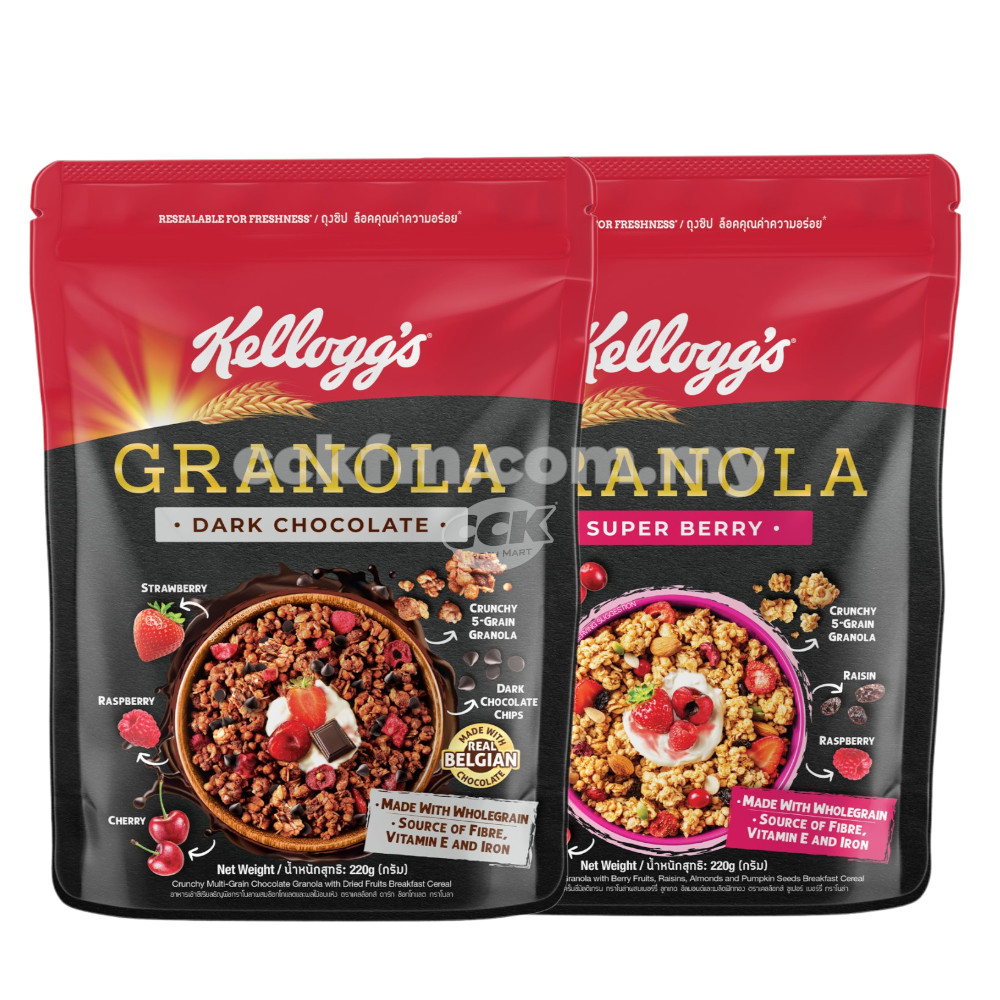 RESEALABLE FOR FRESHNESS* / ถุงซิป ล็อคคุณค่าความอร่อย*
Kellogg's
GRANOLA
• DARK CHOCOLATE •
STRAWBERRY
CRUNCHY
5-GRAIN
GRANOLA
RASPBERRY
DARK
CHOCOLATE
CHIPS
MADE WITH
REAL
BELGIAN
CHOCOLATE
CHERRY
• MADE WITH WHOLEGRAIN
• SOURCE OF FIBRE,
VITAMIN E AND IRON
Net Weight / น้ำหนักสุทธิ: 220g (กรัม)
Crunchy Multi-Grain Chocolate Granola with Dried Fruits Breakfast Cereal
FOR FRESHNESS* / ถุงซิป ล็อคคุณค่าความอร่อย*
Kellogg's
RANOLA
SUPER BERRY •
SUGGESTION
CRUNCHY
5-GRAIN
GRANOLA
RAISIN
RASPBERRY
• MADE WITH WHOLEGRAIN
• SOURCE OF FIBRE,
VITAMIN E AND IRON
Net Weight / น้ำหนักสุทธิ: 220g (กรัม)
Granola with Berry Fruits, Raisins, Almonds and Pumpkin Seeds Breakfast Cereal
cckfm.com.my
CCK
FRESH MART